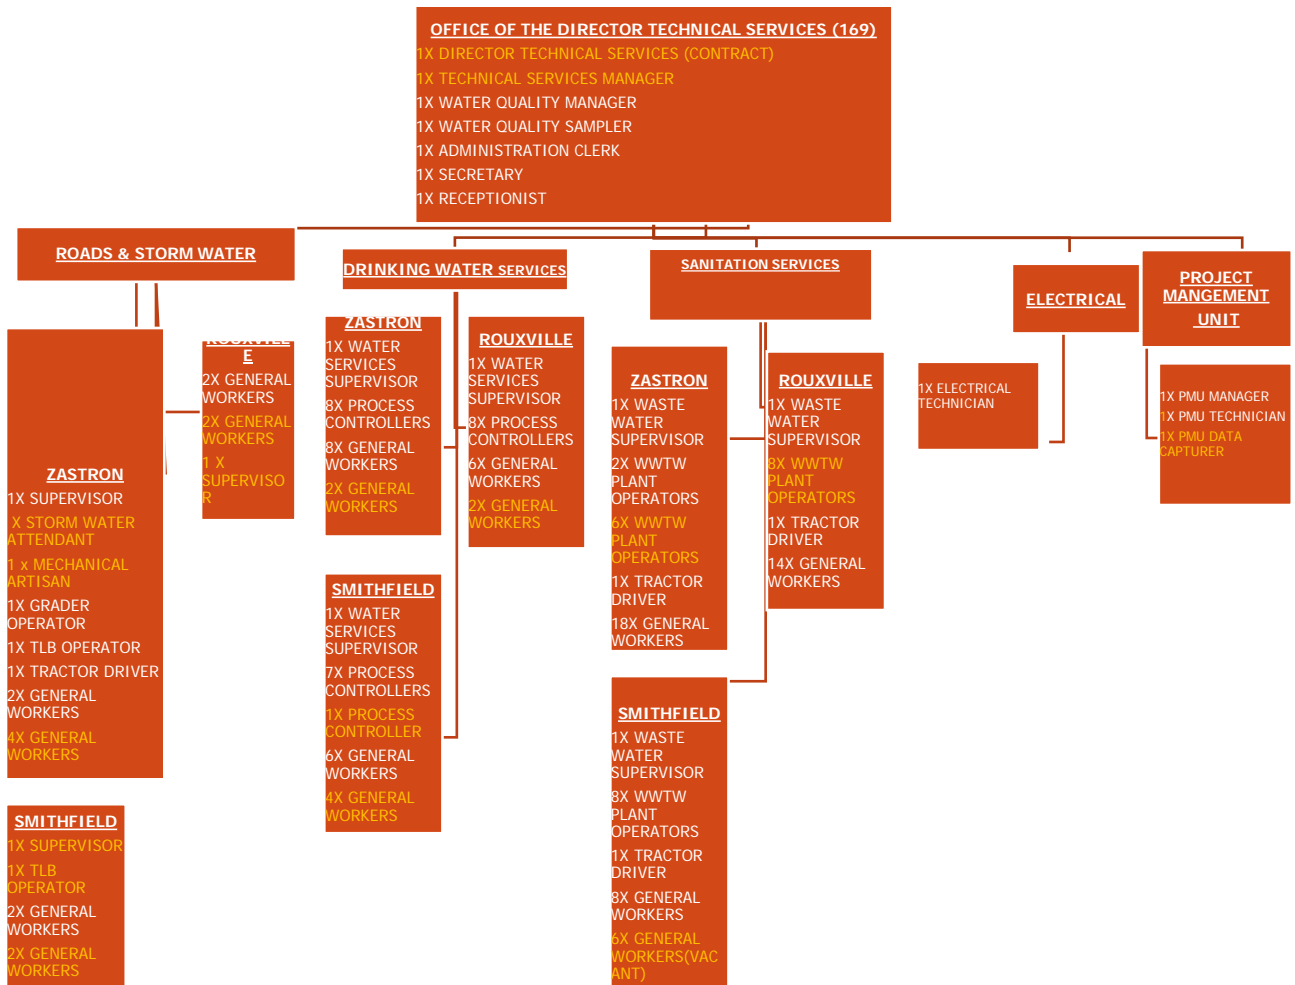 OFFICE OF THE DIRECTOR TECHNICAL SERVICES (169)
1X DIRECTOR TECHNICAL SERVICES (CONTRACT)
1X TECHNICAL SERVICES MANAGER
1X WATER QUALITY MANAGER
1X WATER QUALITY SAMPLER
1X ADMINISTRATION CLERK
1X SECRETARY
1X RECEPTIONIST
ROADS & STORM WATER
ZASTRON
1X SUPERVISOR
X STORM WATER
ATTENDANT
1 x MECHANICAL
ARTISAN
1X GRADER
OPERATOR
1X TLB OPERATOR
1X TRACTOR DRIVER
2X GENERAL
WORKERS
4X GENERAL
WORKERS
ROUXVILL
E
2X GENERAL
WORKERS
2X GENERAL
WORKERS
1 X
SUPERVISO
R
SMITHFIELD
1X SUPERVISOR
1X TLB
OPERATOR
2X GENERAL
WORKERS
2X GENERAL
WORKERS
DRINKING WATER SERVICES
ZASTRON
1X WATER
SERVICES
SUPERVISOR
8X PROCESS
CONTROLLERS
8X GENERAL
WORKERS
2X GENERAL
WORKERS
ROUXVILLE
1X WATER
SERVICES
SUPERVISOR
8X PROCESS
CONTROLLERS
6X GENERAL
WORKERS
2X GENERAL
WORKERS
SMITHFIELD
1X WATER
SERVICES
SUPERVISOR
7X PROCESS
CONTROLLERS
1X PROCESS
CONTROLLER
6X GENERAL
WORKERS
4X GENERAL
WORKERS
SANITATION SERVICES
ZASTRON
1X WASTE
WATER
SUPERVISOR
2X WWTW
PLANT
OPERATORS
6X WWTW
PLANT
OPERATORS
1X TRACTOR
DRIVER
18X GENERAL
WORKERS
ROUXVILLE
1X WASTE
WATER
SUPERVISOR
8X WWTW
PLANT
OPERATORS
1X TRACTOR
DRIVER
14X GENERAL
WORKERS
SMITHFIELD
1X WASTE
WATER
SUPERVISOR
8X WWTW
PLANT
OPERATORS
1X TRACTOR
DRIVER
8X GENERAL
WORKERS
6X GENERAL
WORKERS(VAC
ANT)
ELECTRICAL
1X ELECTRICAL
TECHNICIAN
PROJECT
MANGEMENT
UNIT
1X PMU MANAGER
1X PMU TECHNICIAN
1X PMU DATA
CAPTURER